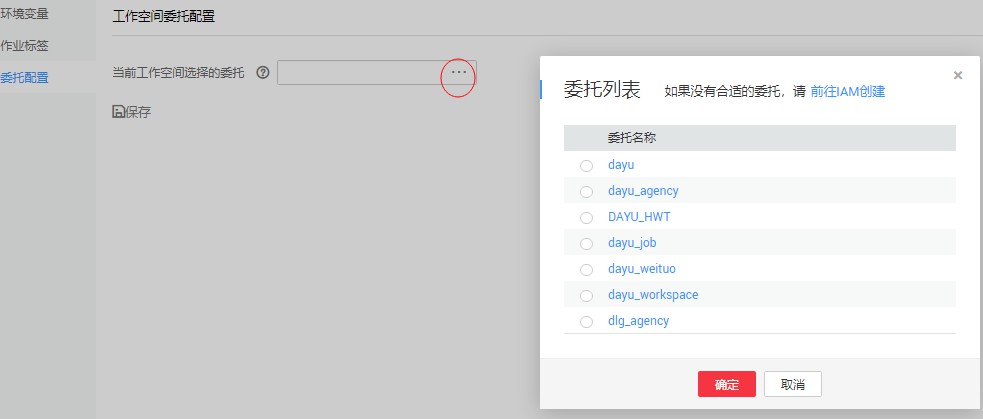 环境变量
作业标签
委托配置
工作空间委托配置
当前工作空间选择的委托 ? ...
保存
委托列表 如果没有合适的委托，请 前往IAM创建 ×
委托名称
dayu
dayu_agency
DAYU_HWT
dayu_job
dayu_weituo
dayu_workspace
dlg_agency
确定 取消